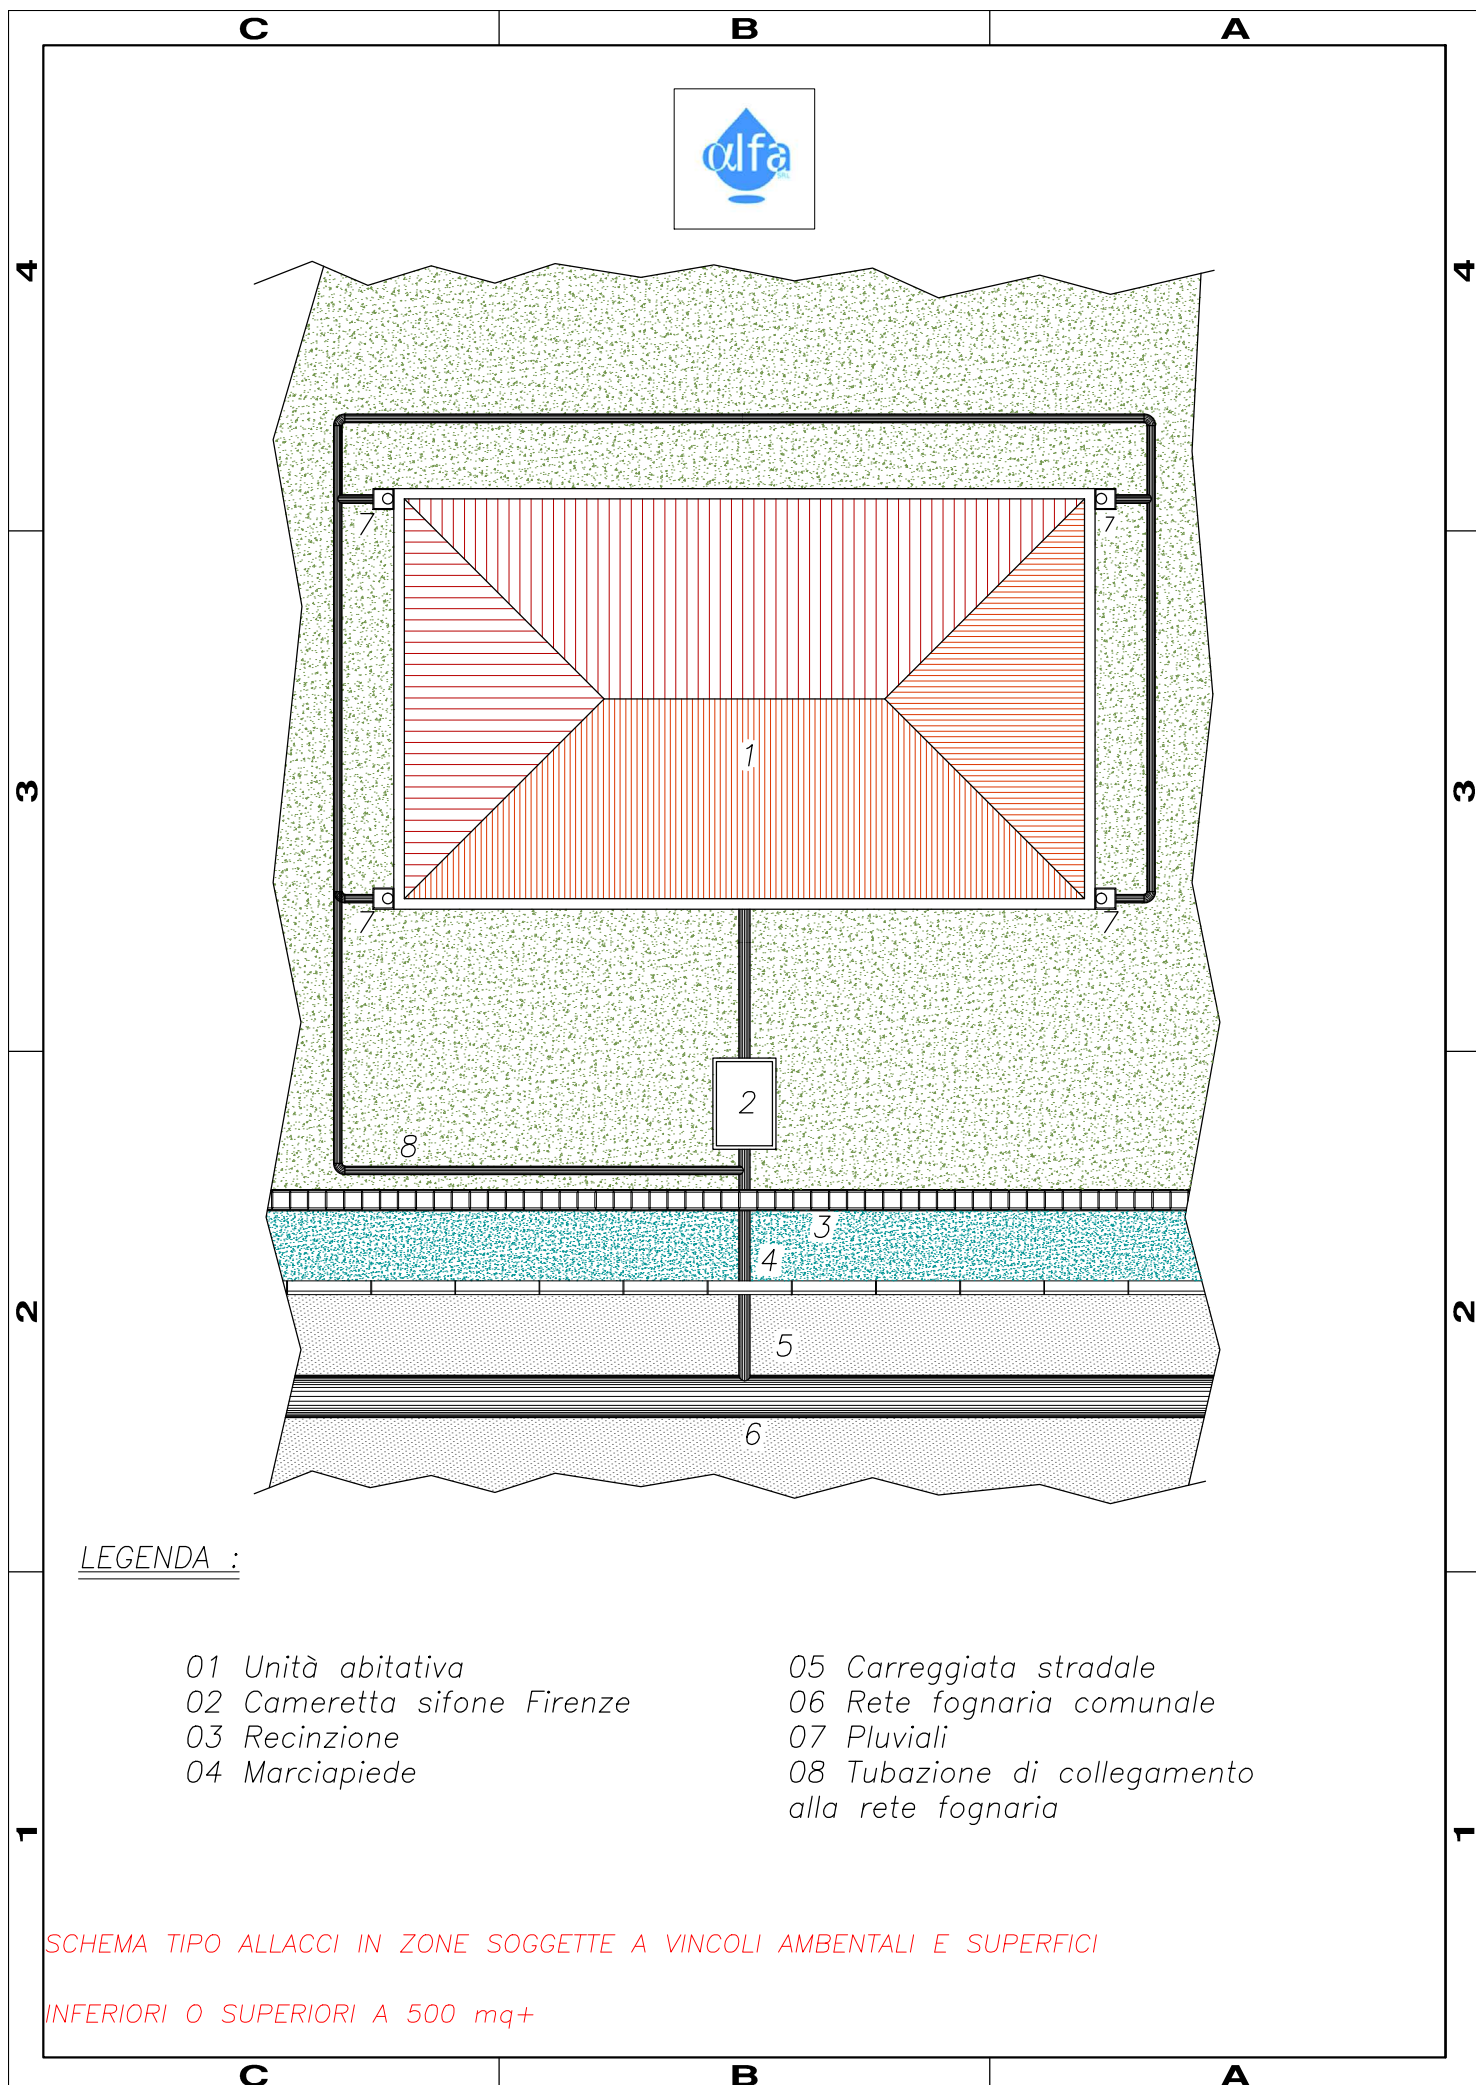 C B A
αlfa
4 4
7 7
3 1 3
7 7
2
8
3
4
2 2
5
6
LEGENDA :
01 Unità abitativa
02 Cameretta sifone Firenze
03 Recinzione
04 Marciapiede
05 Carreggiata stradale
06 Rete fognaria comunale
07 Pluviali
08 Tubazione di collegamento
alla rete fognaria
1 1
SCHEMA TIPO ALLACCI IN ZONE SOGGETTE A VINCOLI AMBENTALI E SUPERFICI
INFERIORI O SUPERIORI A 500 mq+
C B A